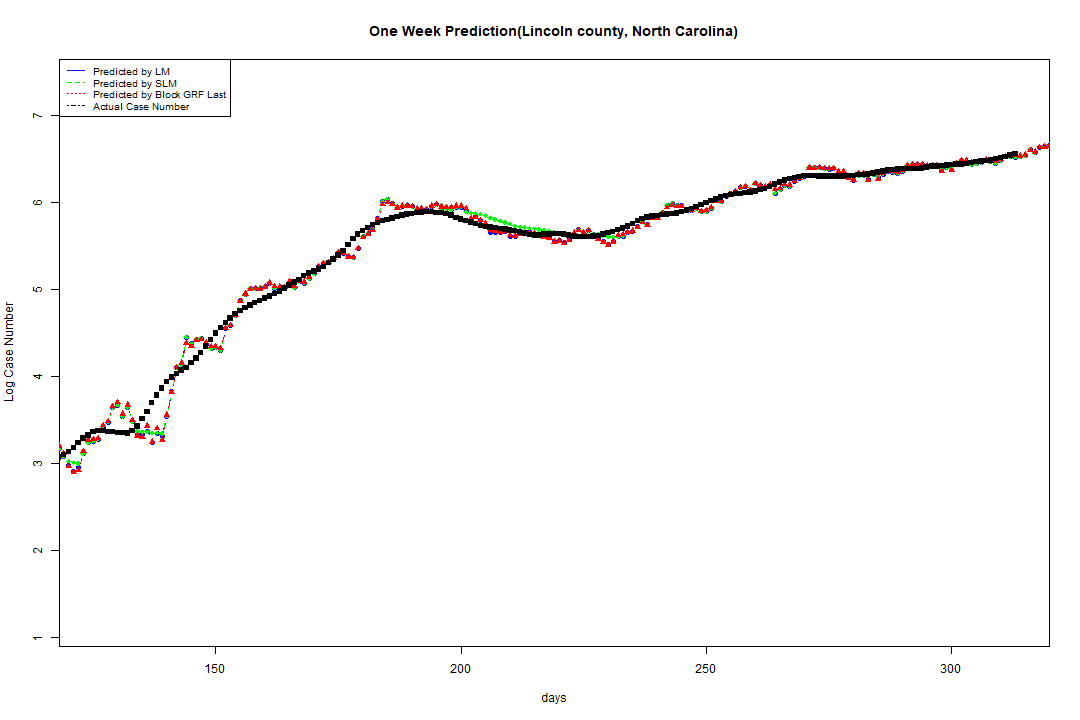 One Week Prediction(Lincoln county, North Carolina)
Predicted by LM
Predicted by SLM
Predicted by Block GRF Last
Actual Case Number
7
6
5
4
3
2
1
Log Case Number
150
200
250
300
days